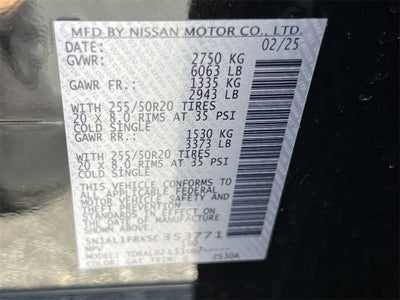 MFD BY NISSAN MOTOR CO., LTD.
DATE: 02/25
GVWR: 2750 KG
6063 LB
GAWR FR.: 1335 KG
2943 LB
WITH 255/50R20 TIRES
20 X 8.0 RIMS AT 35 PSI
COLD SINGLE
GAWR RR.: 1530 KG
3373 LB
WITH 255/50R20 TIRES
20 X 8.0 RIMS AT 35 PSI
COLD SINGLE
THIS VEHICLE CONFORMS TO
ALL APPLICABLE FEDERAL
MOTOR VEHICLE SAFETY AND
THEFT PREVENTION
STANDARDS IN EFFECT ON
THE DATE OF MANUFACTURE
SHOWN ABOVE.
5N1AL1FRXSC353771
MPV
MODEL:
COLOR: GAT TRIM: